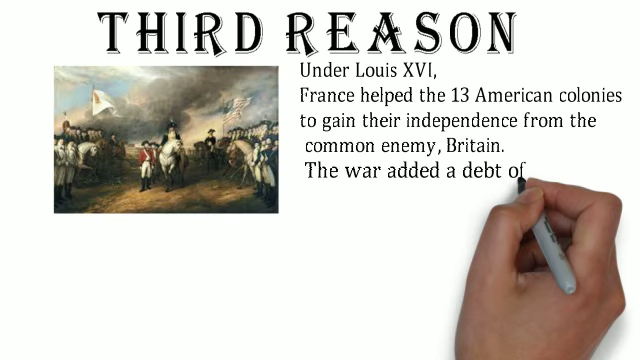 THIRD REASON
Under Louis XVI,
France helped the 13 American colonies
to gain their independence from the
common enemy, Britain.
The war added a debt of